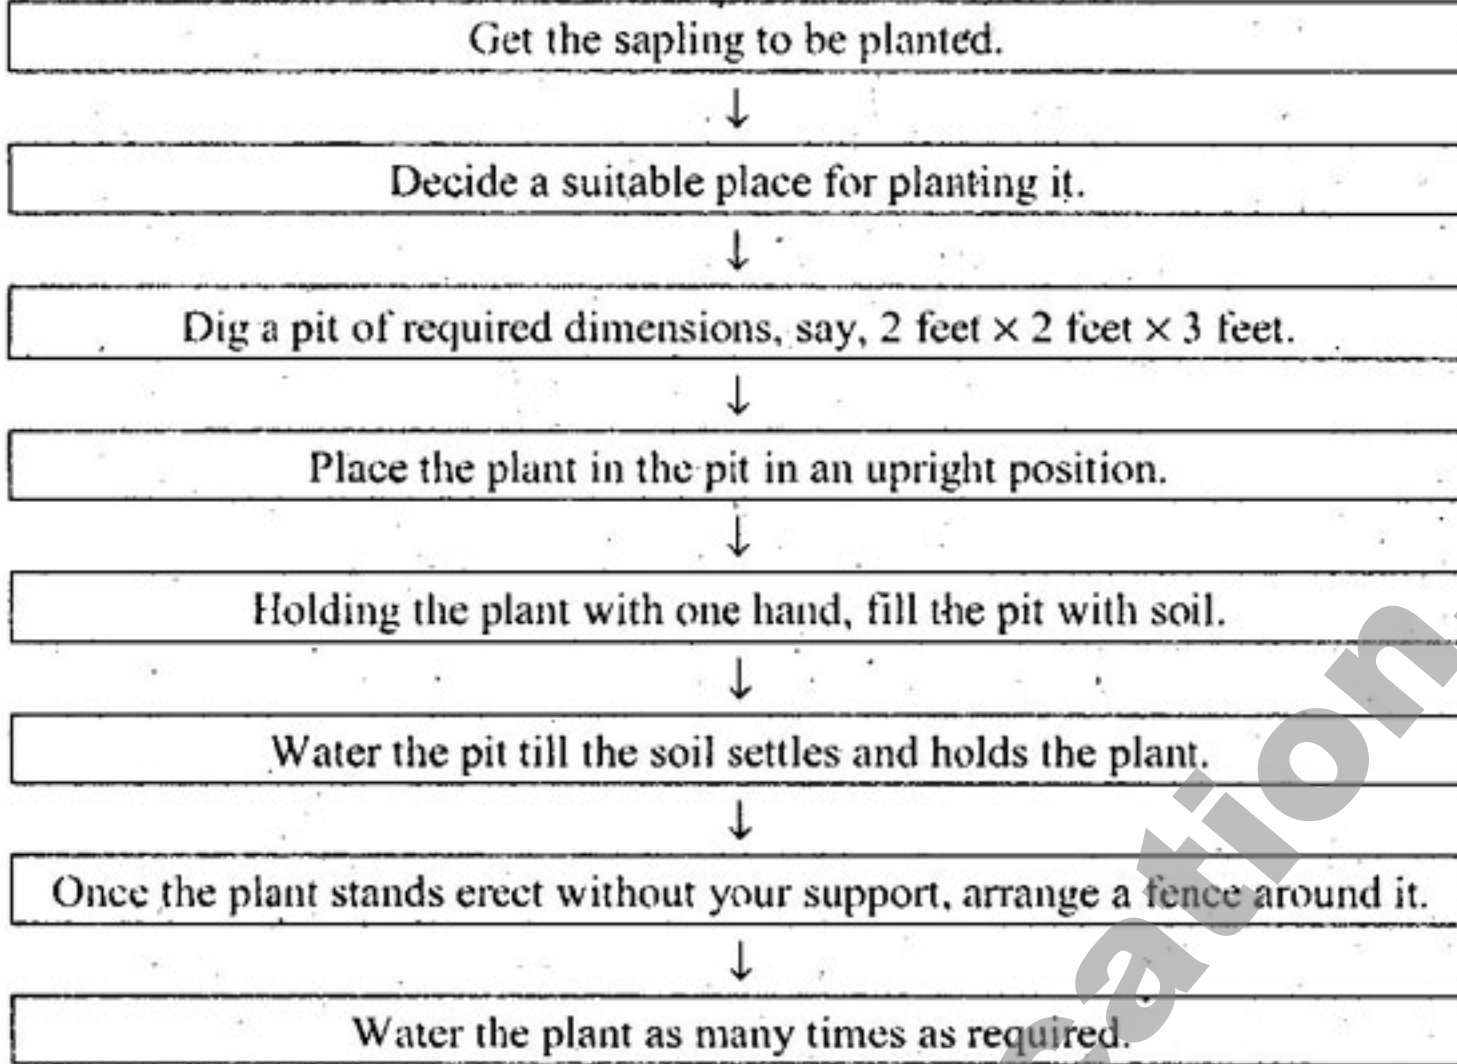 Get the sapling to be planted.
↓
Decide a suitable place for planting it.
↓
Dig a pit of required dimensions, say, 2 feet × 2 feet × 3 feet.
↓
Place the plant in the pit in an upright position.
↓
Holding the plant with one hand, fill the pit with soil.
↓
Water the pit till the soil settles and holds the plant.
↓
Once the plant stands erect without your support, arrange a fence around it.
↓
Water the plant as many times as required.